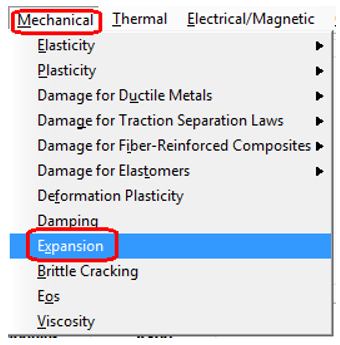 Mechanical Thermal Electrical/Magnetic
Elasticity
Plasticity
Damage for Ductile Metals
Damage for Traction Separation Laws
Damage for Fiber-Reinforced Composites
Damage for Elastomers
Deformation Plasticity
Damping
Expansion
Brittle Cracking
Eos
Viscosity